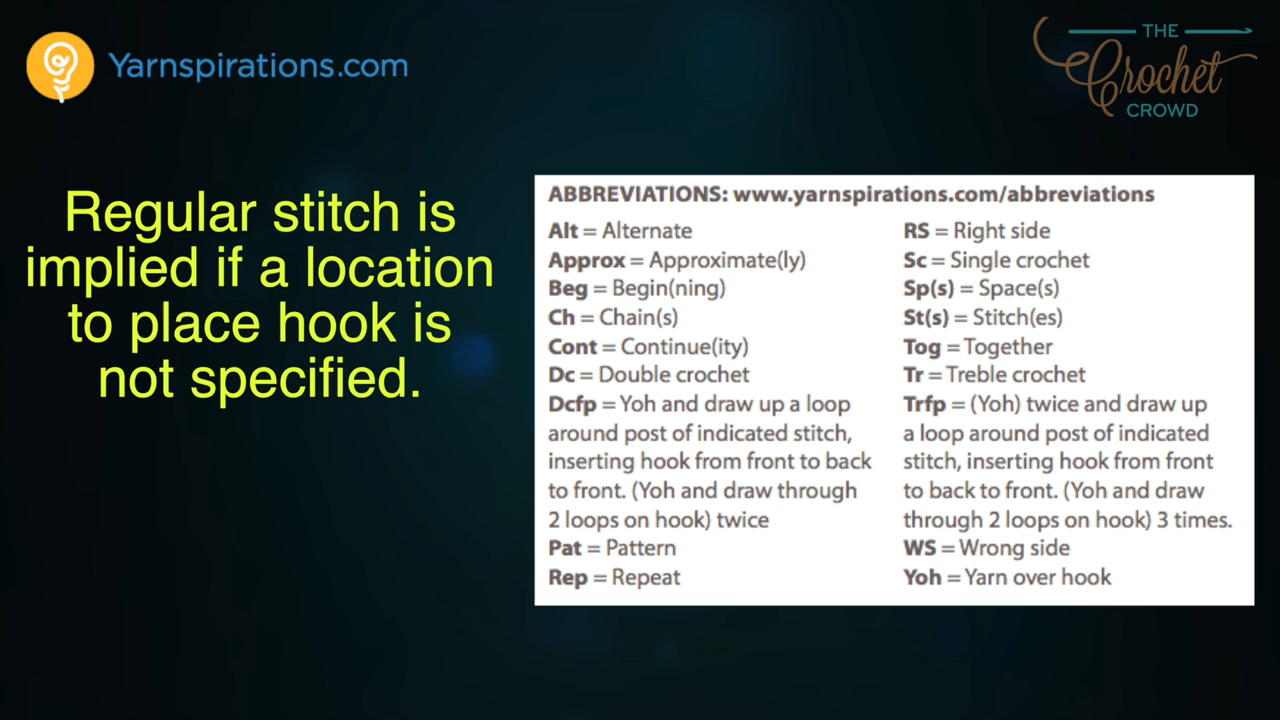 Yarnspirations.com
THE
Crochet
CROWD
Regular stitch is
implied if a location
to place hook is
not specified.
ABBREVIATIONS: www.yarnspirations.com/abbreviations
Alt = Alternate
Approx = Approximate(ly)
Beg = Begin(ning)
Ch = Chain(s)
Cont = Continue(ity)
Dc = Double crochet
Dcfp = Yoh and draw up a loop
around post of indicated stitch,
inserting hook from front to back
to front. (Yoh and draw through
2 loops on hook) twice
Pat = Pattern
Rep = Repeat
RS = Right side
Sc = Single crochet
Sp(s) = Space(s)
St(s) = Stitch(es)
Tog = Together
Tr = Treble crochet
Trfp = (Yoh) twice and draw up
a loop around post of indicated
stitch, inserting hook from front
to back to front. (Yoh and draw
through 2 loops on hook) 3 times.
WS = Wrong side
Yoh = Yarn over hook